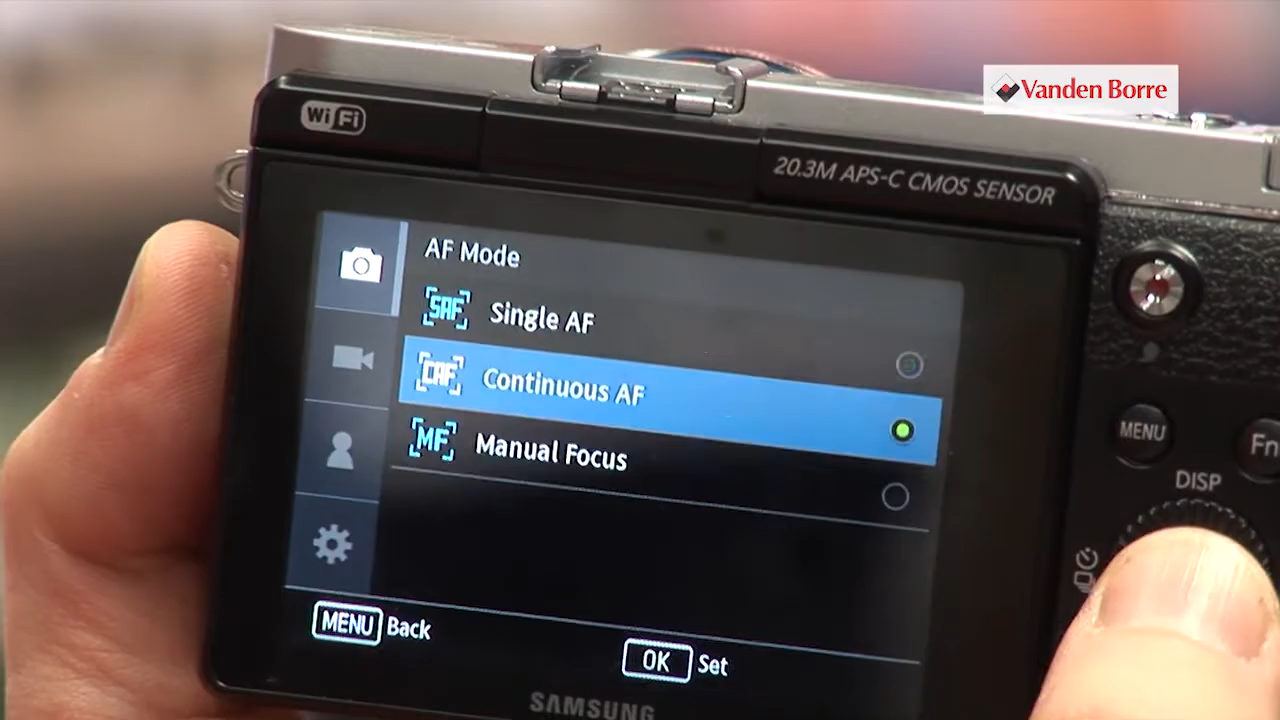 Vanden Borre
Wi Fi
20.3M APS-C CMOS SENSOR
AF Mode
SAF Single AF
CAF Continuous AF
MF Manual Focus
MENU Back
OK Set
SAMSUNG
MENU
Fn
DISP